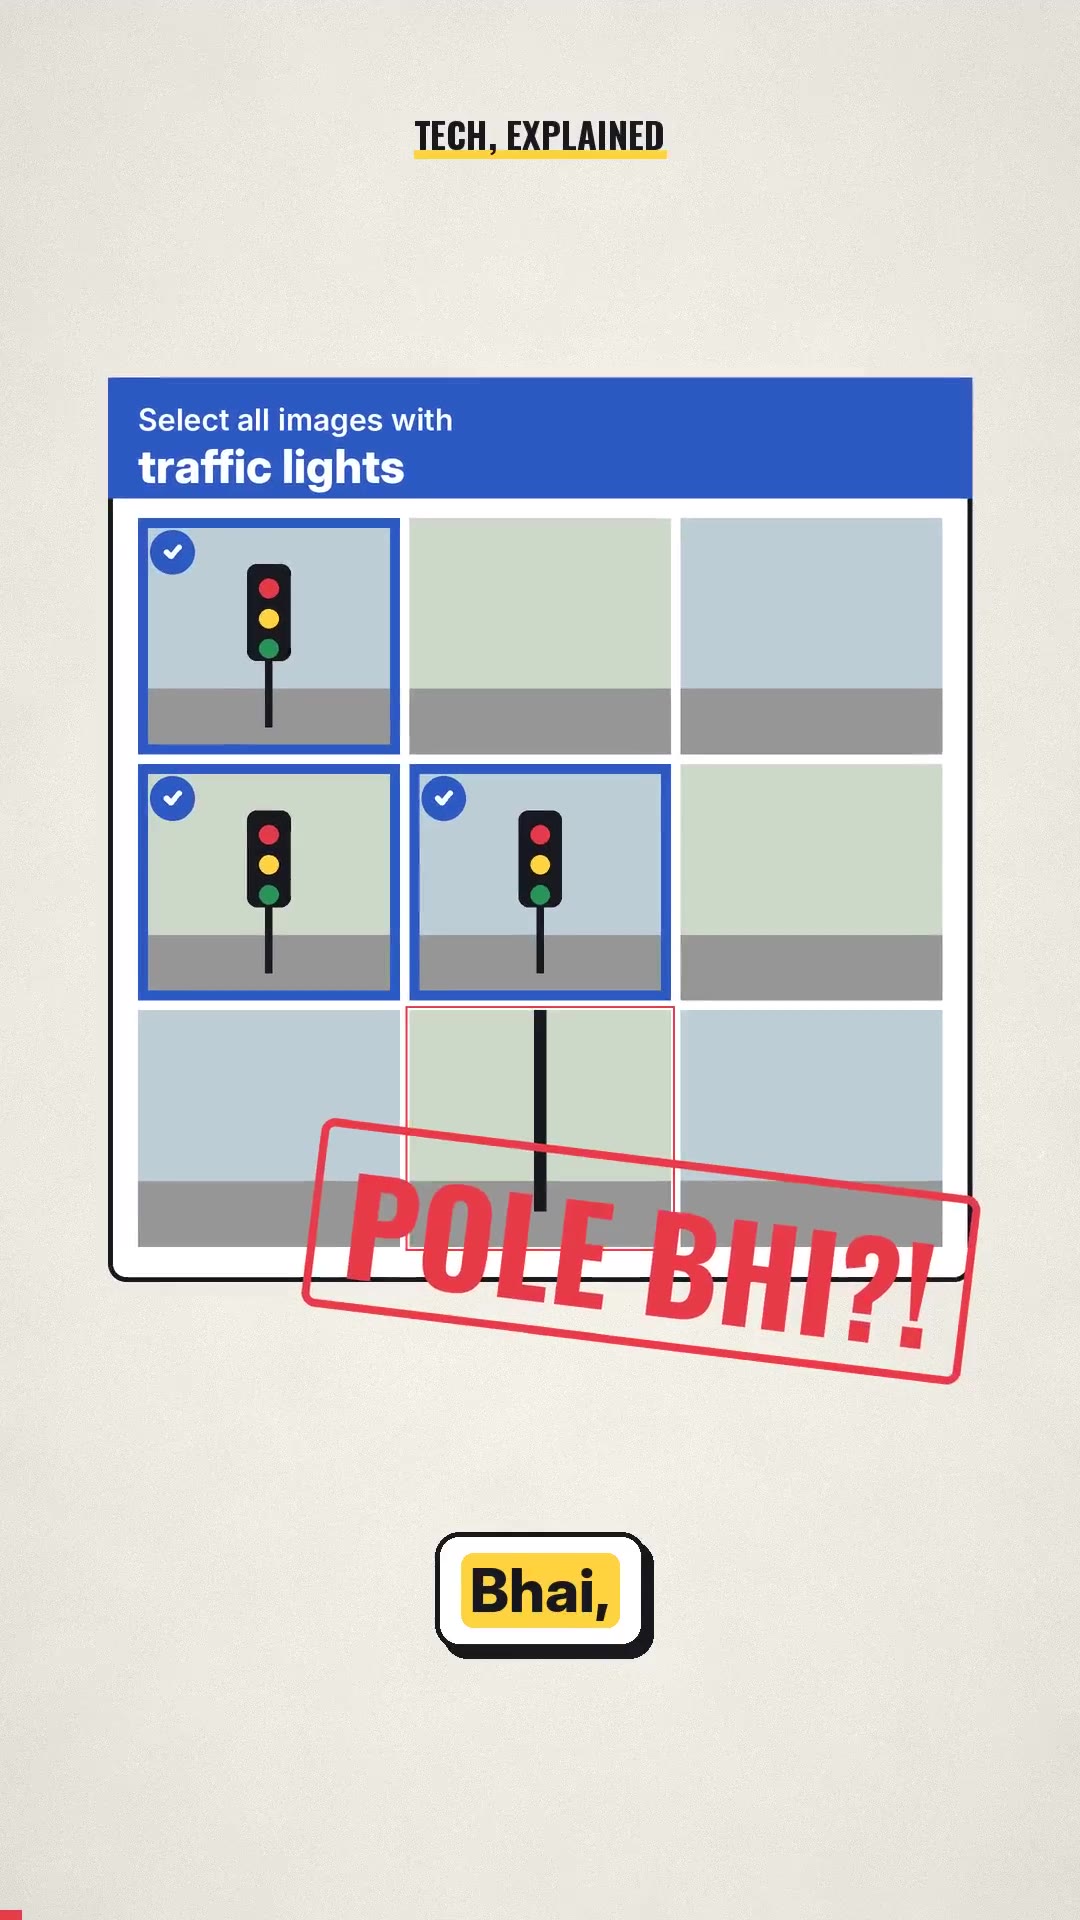 TECH, EXPLAINED
Select all images with
traffic lights
POLE BHI?!
Bhai,